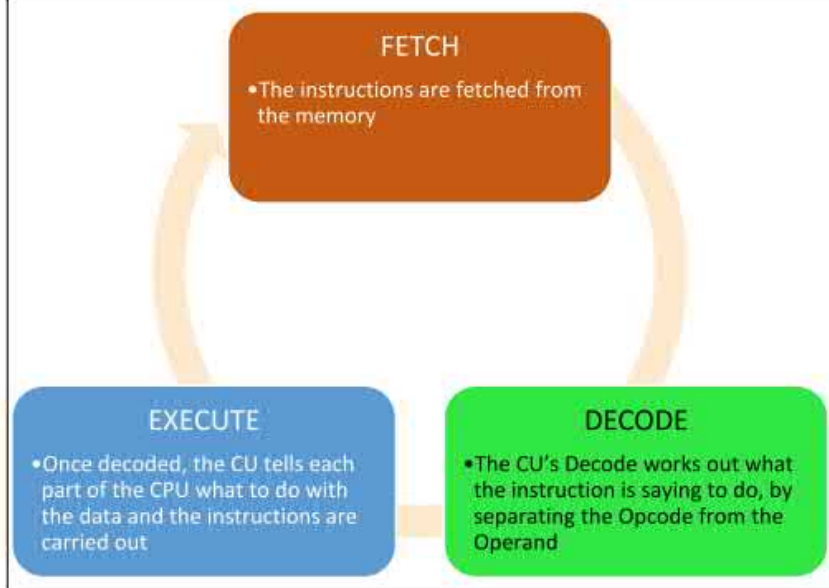 FETCH
•The instructions are fetched from
the memory
DECODE
•The CU's Decode works out what
the instruction is saying to do, by
separating the Opcode from the
Operand
EXECUTE
•Once decoded, the CU tells each
part of the CPU what to do with
the data and the instructions are
carried out